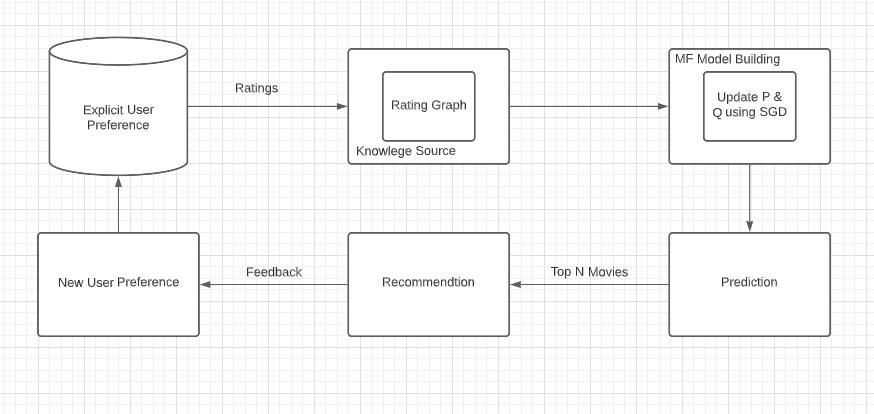 Explicit User
Preference
Ratings
Rating Graph
Knowlege Source
MF Model Building
Update P &
Q using SGD
New User Preference
Feedback
Recommendtion
Top N Movies
Prediction